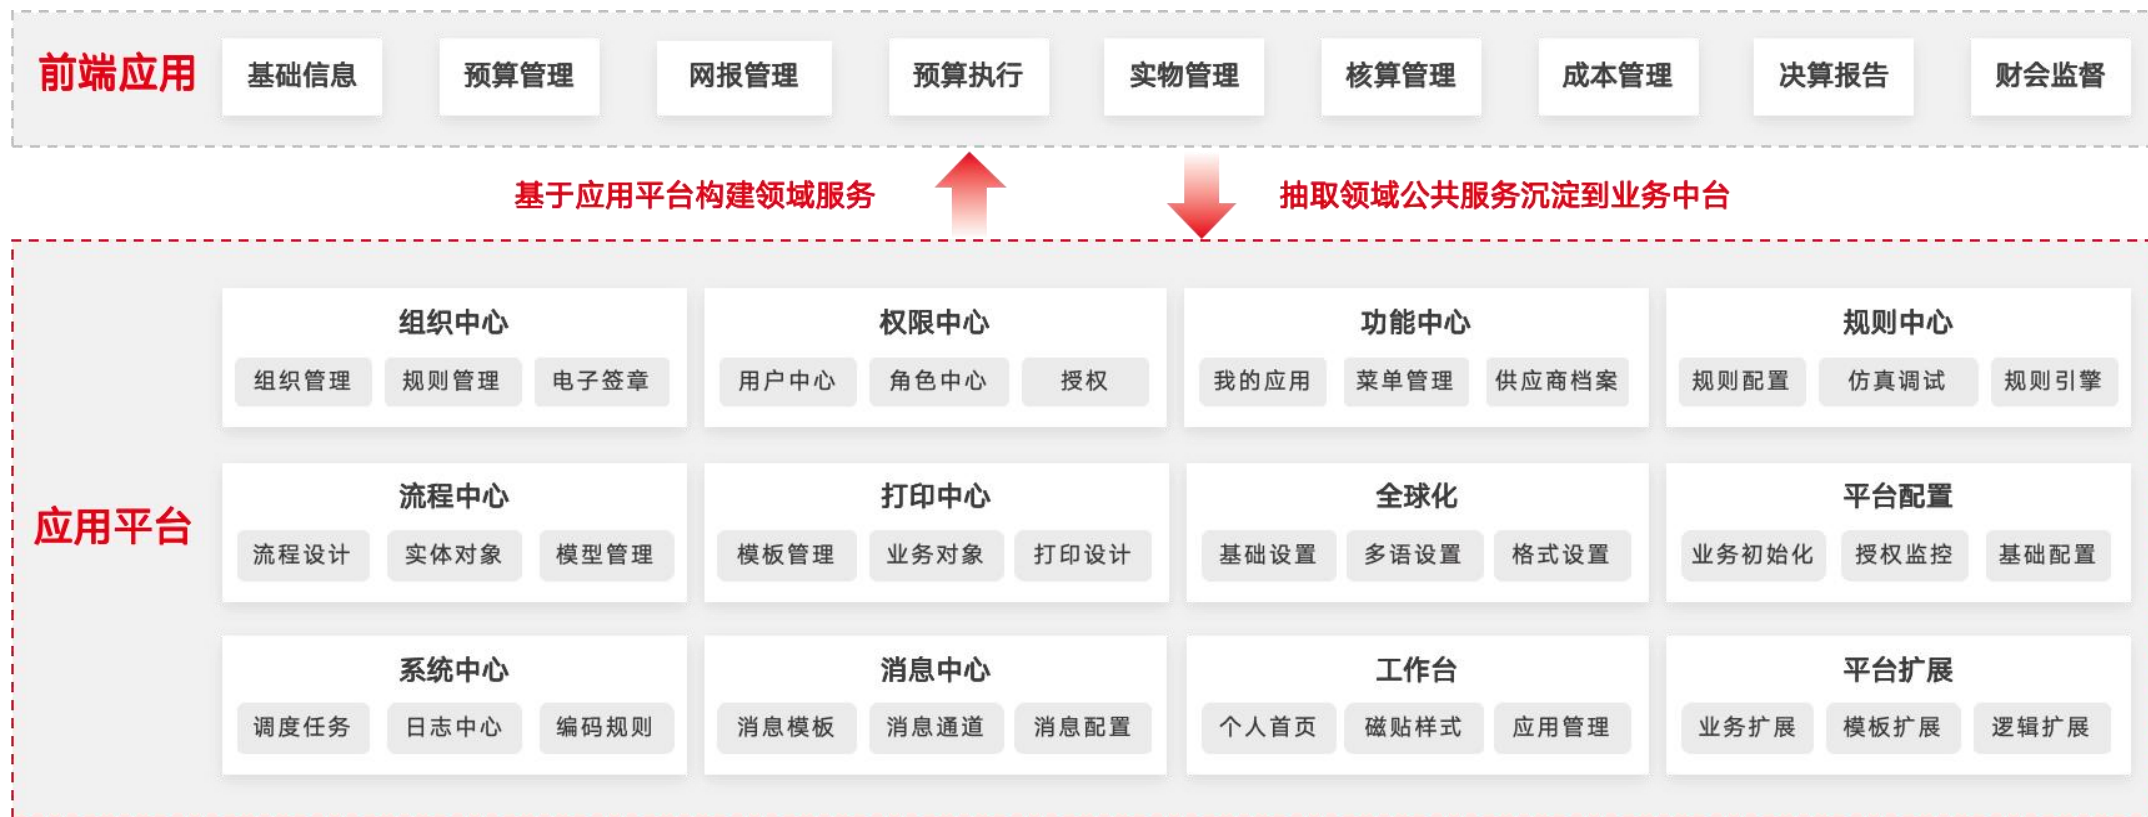 前端应用
基础信息 预算管理 网报管理 预算执行 实物管理 核算管理 成本管理 决算报告 财会监督
基于应用平台构建领域服务 抽取领域公共服务沉淀到业务中台
应用平台
组织中心 权限中心 功能中心 规则中心
组织管理 规则管理 电子签章 用户中心 角色中心 授权 我的应用 菜单管理 供应商档案 规则配置 仿真调试 规则引擎
流程中心 打印中心 全球化 平台配置
流程设计 实体对象 模型管理 模板管理 业务对象 打印设计 基础设置 多语设置 格式设置 业务初始化 授权监控 基础配置
系统中心 消息中心 工作台 平台扩展
调度任务 日志中心 编码规则 消息模板 消息通道 消息配置 个人首页 磁贴样式 应用管理 业务扩展 模板扩展 逻辑扩展